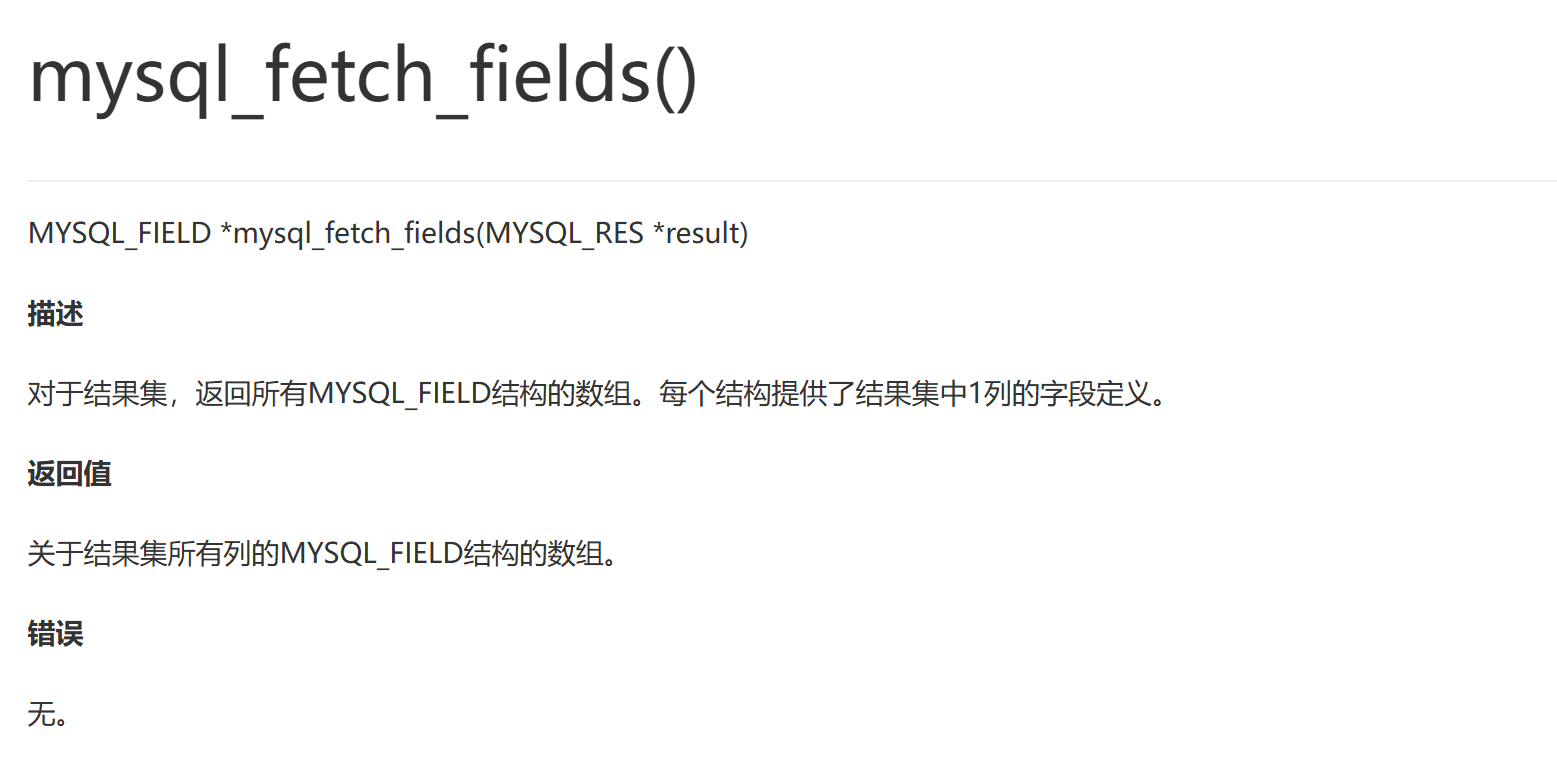 mysql_fetch_fields()
MYSQL_FIELD *mysql_fetch_fields(MYSQL_RES *result)
描述
对于结果集，返回所有MYSQL_FIELD结构的数组。每个结构提供了结果集中1列的字段定义。
返回值
关于结果集所有列的MYSQL_FIELD结构的数组。
错误
无。